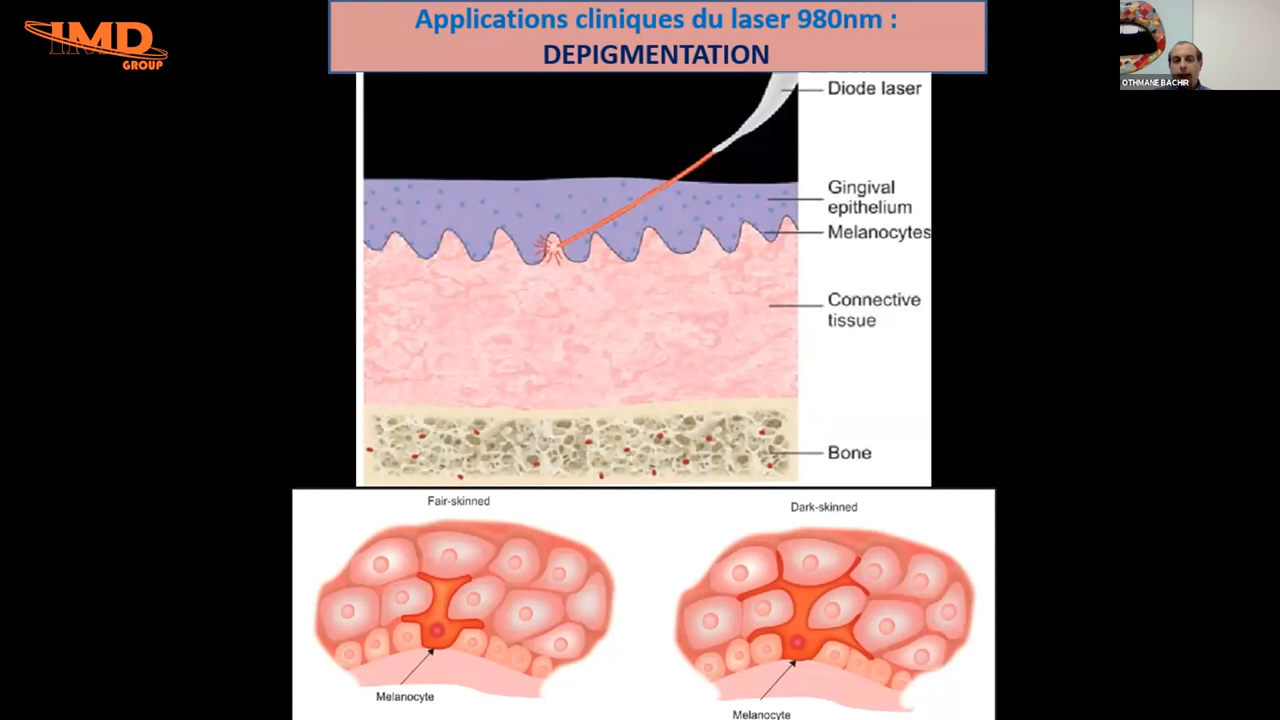 IMD
GROUP
Applications cliniques du laser 980nm :
DEPIGMENTATION
OTHMANE BACHIR
Diode laser
Gingival
epithelium
Melanocytes
Connective
tissue
Bone
Fair-skinned
Dark-skinned
Melanocyte
Melanocyte